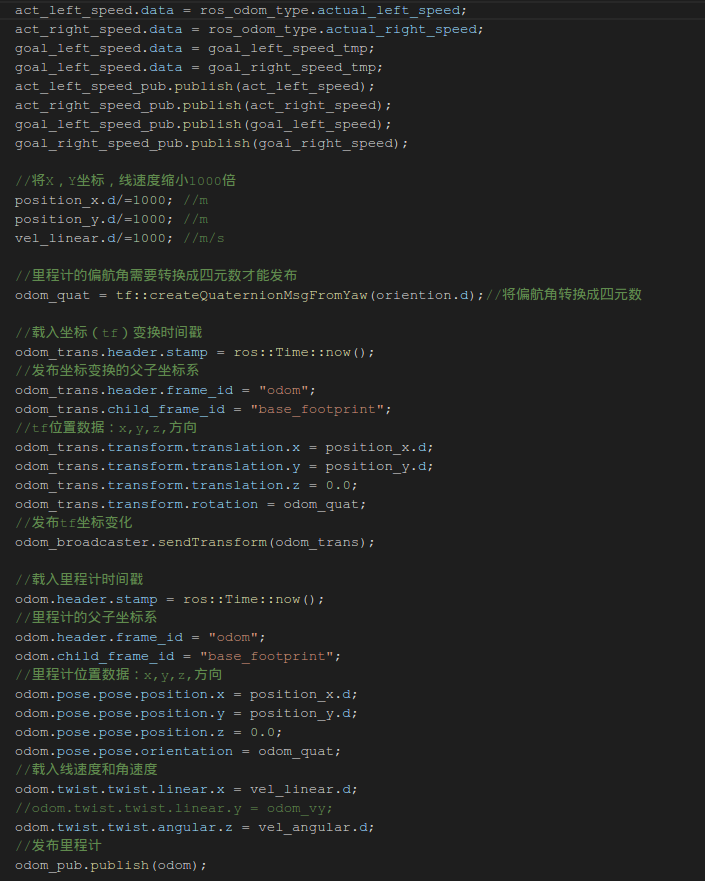 act_left_speed.data = ros_odom_type.actual_left_speed;
act_right_speed.data = ros_odom_type.actual_right_speed;
goal_left_speed.data = goal_left_speed_tmp;
goal_left_speed.data = goal_right_speed_tmp;
act_left_speed_pub.publish(act_left_speed);
act_right_speed_pub.publish(act_right_speed);
goal_left_speed_pub.publish(goal_left_speed);
goal_right_speed_pub.publish(goal_right_speed);
//将X，Y坐标，线速度缩小1000倍
position_x.d/=1000; //m
position_y.d/=1000; //m
vel_linear.d/=1000; //m/s
//里程计的偏航角需要转换成四元数才能发布
odom_quat = tf::createQuaternionMsgFromYaw(oriention.d);//将偏航角转换成四元数
//载入坐标（tf）变换时间戳
odom_trans.header.stamp = ros::Time::now();
//发布坐标变换的父子坐标系
odom_trans.header.frame_id = "odom";
odom_trans.child_frame_id = "base_footprint";
//tf位置数据：x,y,z,方向
odom_trans.transform.translation.x = position_x.d;
odom_trans.transform.translation.y = position_y.d;
odom_trans.transform.translation.z = 0.0;
odom_trans.transform.rotation = odom_quat;
//发布tf坐标变化
odom_broadcaster.sendTransform(odom_trans);
//载入里程计时间戳
odom.header.stamp = ros::Time::now();
//里程计的父子坐标系
odom.header.frame_id = "odom";
odom.child_frame_id = "base_footprint";
//里程计位置数据：x,y,z,方向
odom.pose.pose.position.x = position_x.d;
odom.pose.pose.position.y = position_y.d;
odom.pose.pose.position.z = 0.0;
odom.pose.pose.orientation = odom_quat;
//载入线速度和角速度
odom.twist.twist.linear.x = vel_linear.d;
//odom.twist.twist.linear.y = odom_vy;
odom.twist.twist.angular.z = vel_angular.d;
//发布里程计
odom_pub.publish(odom);